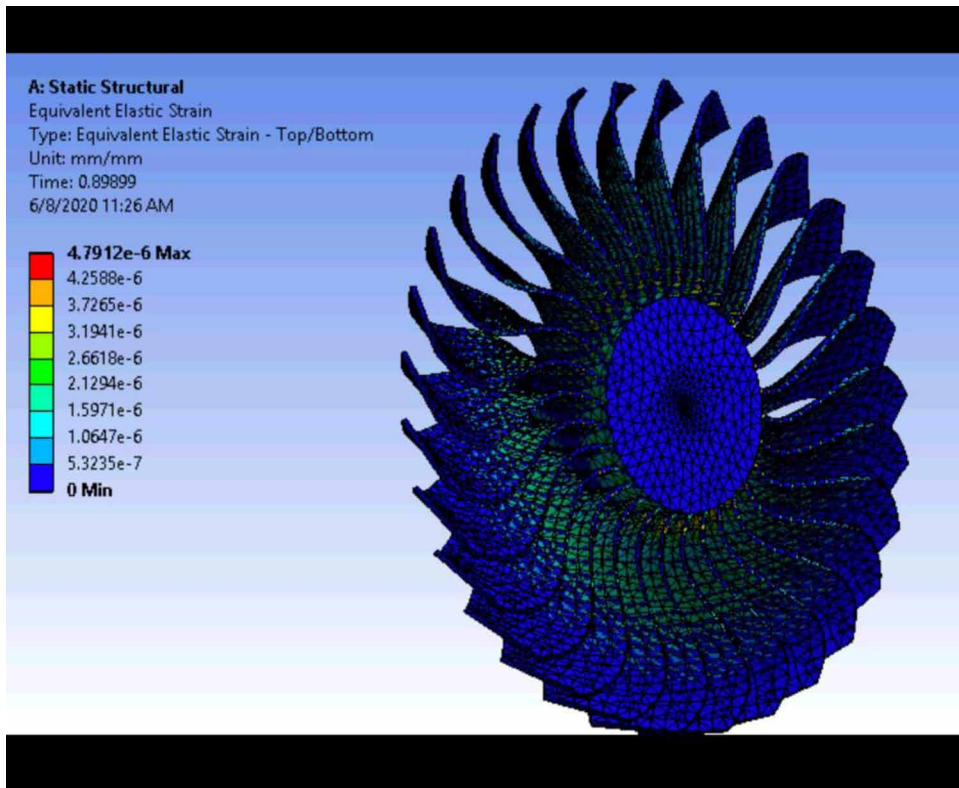 A: Static Structural
Equivalent Elastic Strain
Type: Equivalent Elastic Strain - Top/Bottom
Unit: mm/mm
Time: 0.89899
6/8/2020 11:26 AM
4.7912e-6 Max
4.2588e-6
3.7265e-6
3.1941e-6
2.6618e-6
2.1294e-6
1.5971e-6
1.0647e-6
5.3235e-7
0 Min